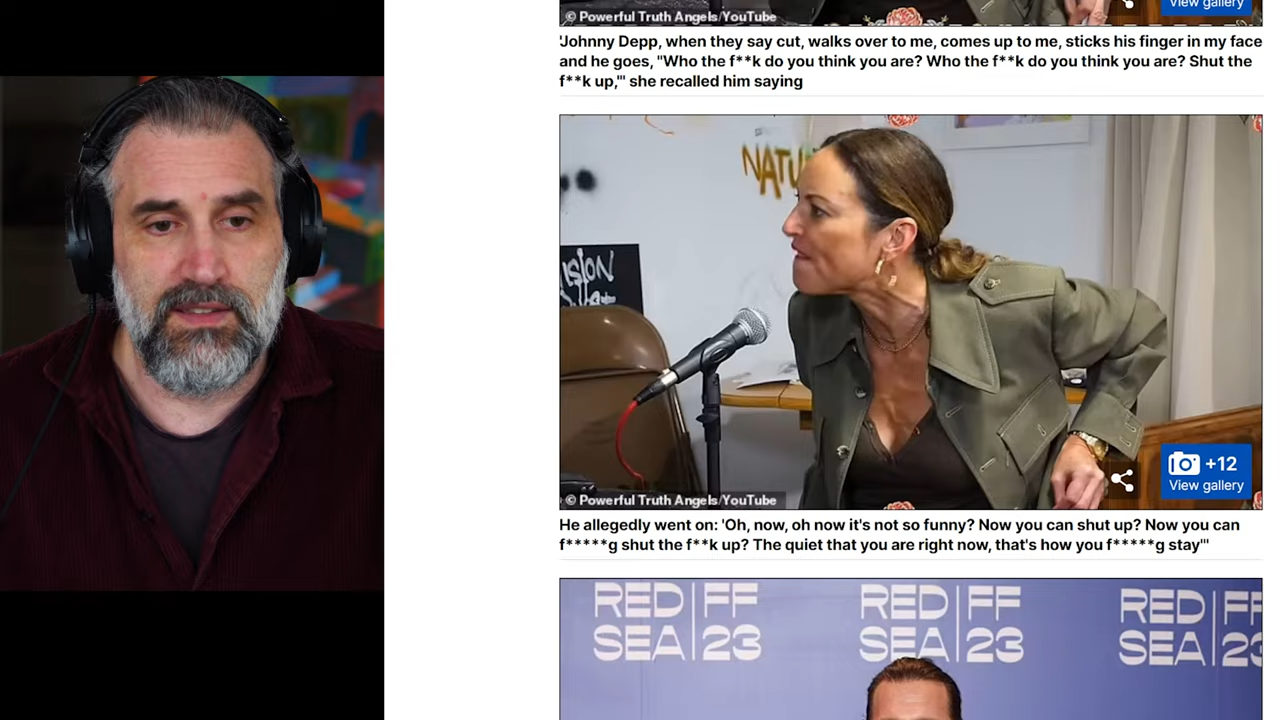 © Powerful Truth Angels/YouTube
View gallery
'Johnny Depp, when they say cut, walks over to me, comes up to me, sticks his finger in my face
and he goes, "Who the f**k do you think you are? Who the f**k do you think you are? Shut the
f**k up,"' she recalled him saying
NATU
+12
View gallery
© Powerful Truth Angels/YouTube
He allegedly went on: 'Oh, now, oh now it's not so funny? Now you can shut up? Now you can
f*****g shut the f**k up? The quiet that you are right now, that's how you f*****g stay"'
RED FF RED FF RED FF
SEA 23 SEA 23 SEA 23